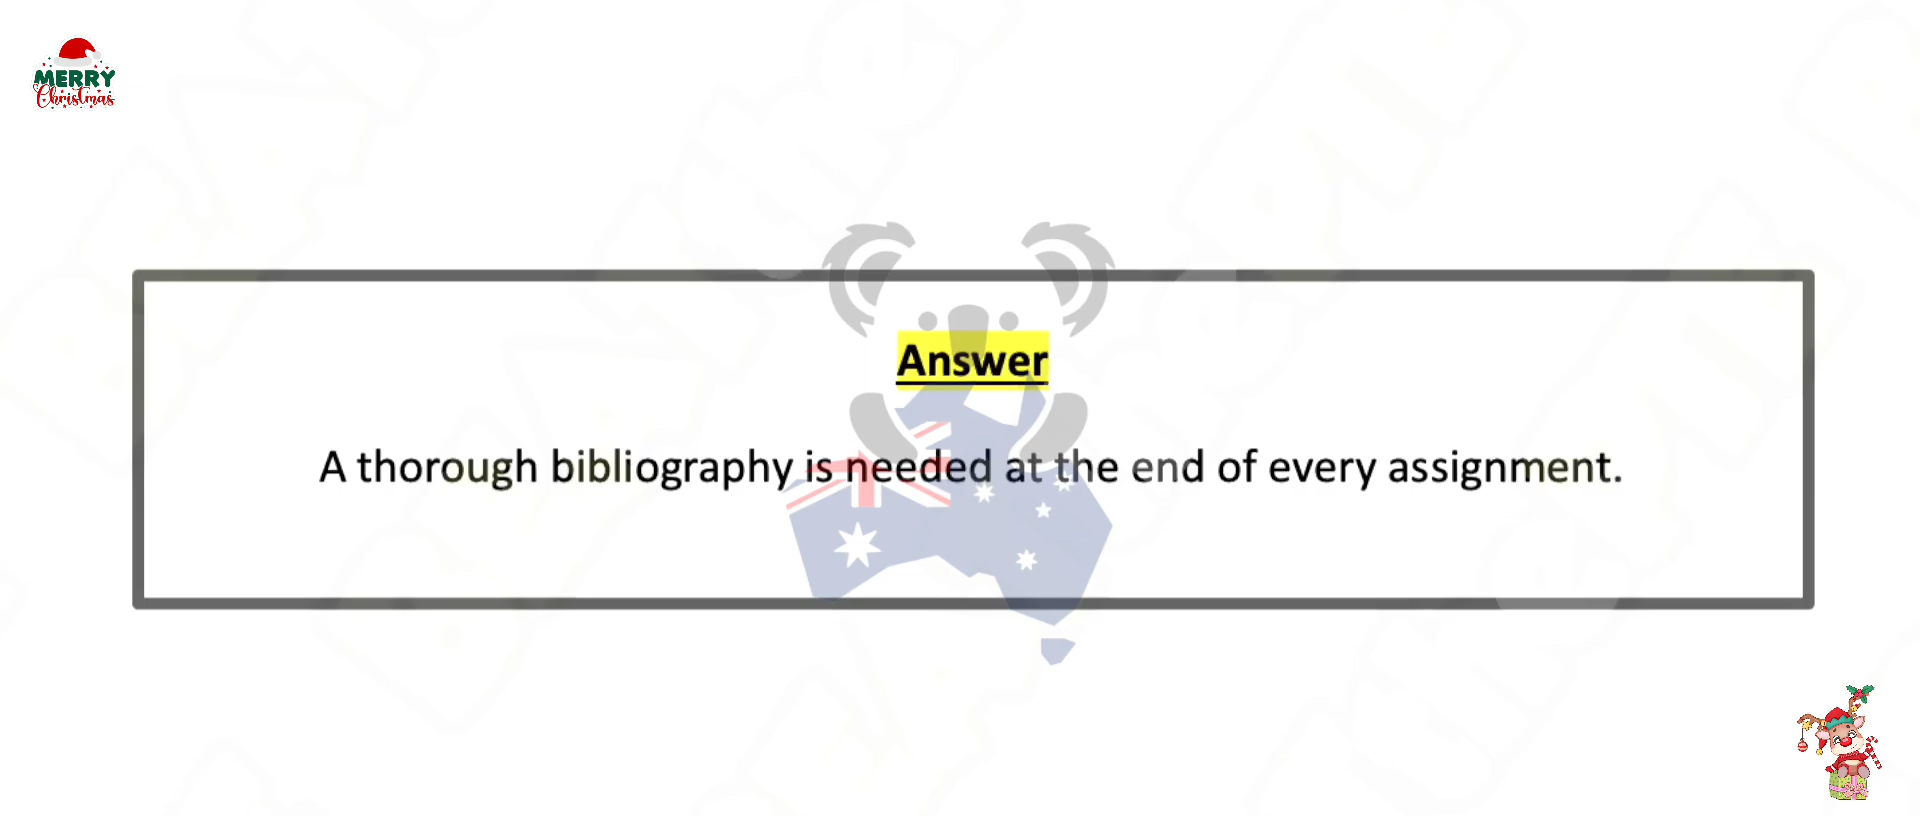 MERRY
Christmas
Answer
A thorough bibliography is needed at the end of every assignment.